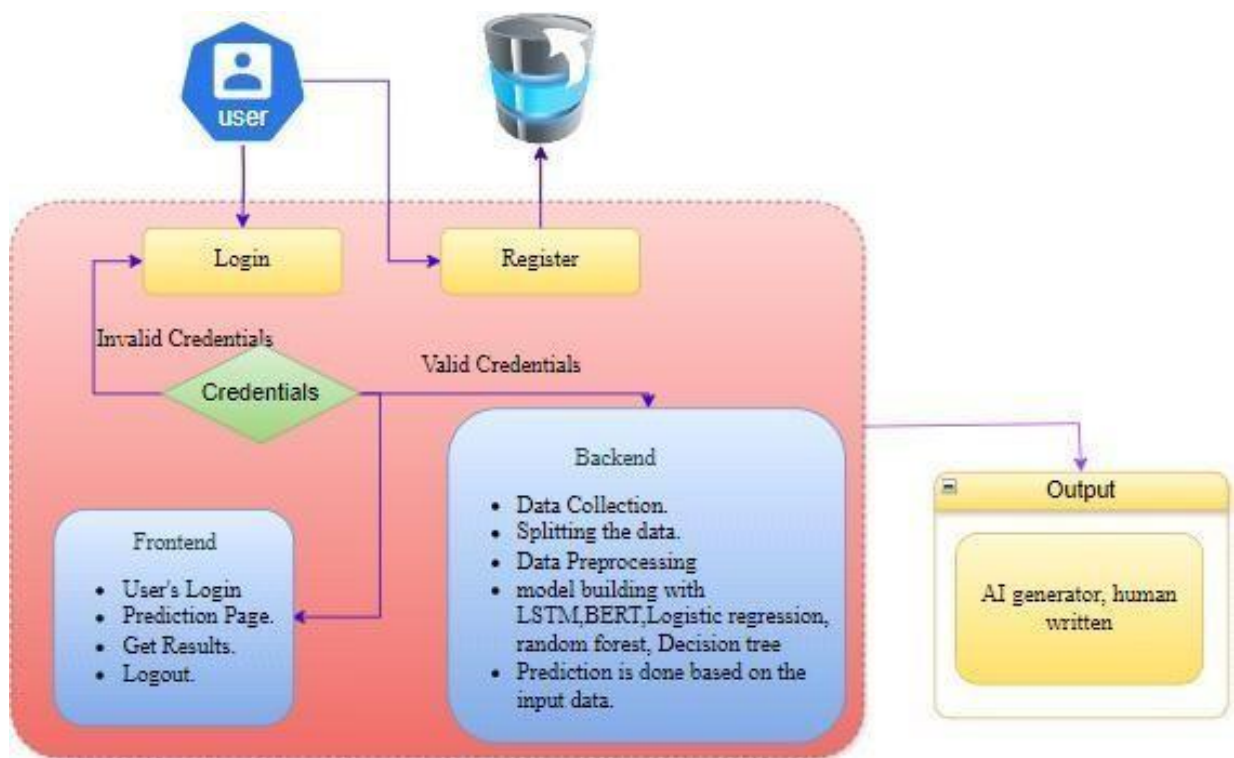 user
Login
Register
Invalid Credentials
Valid Credentials
Credentials
Backend
• Data Collection.
• Splitting the data.
• Data Preprocessing
• model building with
LSTM,BERT,Logistic regression,
random forest, Decision tree
• Prediction is done based on the
input data.
Frontend
• User's Login
• Prediction Page.
• Get Results.
• Logout.
Output
AI generator, human
written